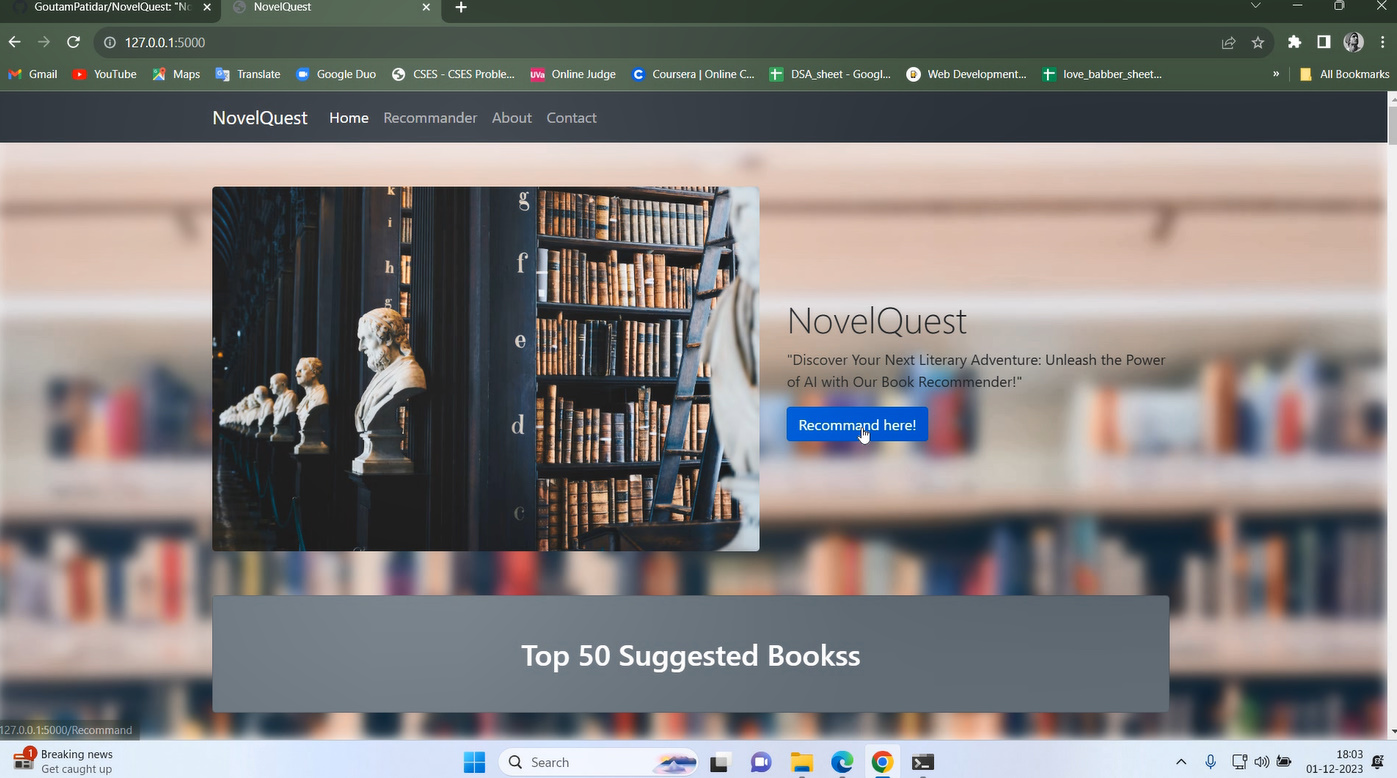 GoutamPatidar/NovelQuest: "No
NovelQuest
127.0.0.1:5000
Gmail YouTube Maps Translate Google Duo CSES - CSES Proble... UVa Online Judge Coursera | Online C... DSA_sheet - Googl... Web Development... love_babber_sheet... » All Bookmarks
NovelQuest Home Recommander About Contact
k
i
h
g
g
f
e
d
c
NovelQuest
"Discover Your Next Literary Adventure: Unleash the Power
of AI with Our Book Recommender!"
Recommand here!
Top 50 Suggested Bookss
127.0.0.1:5000/Recommand
1
Breaking news
Get caught up
Search
18:03
01-12-2023